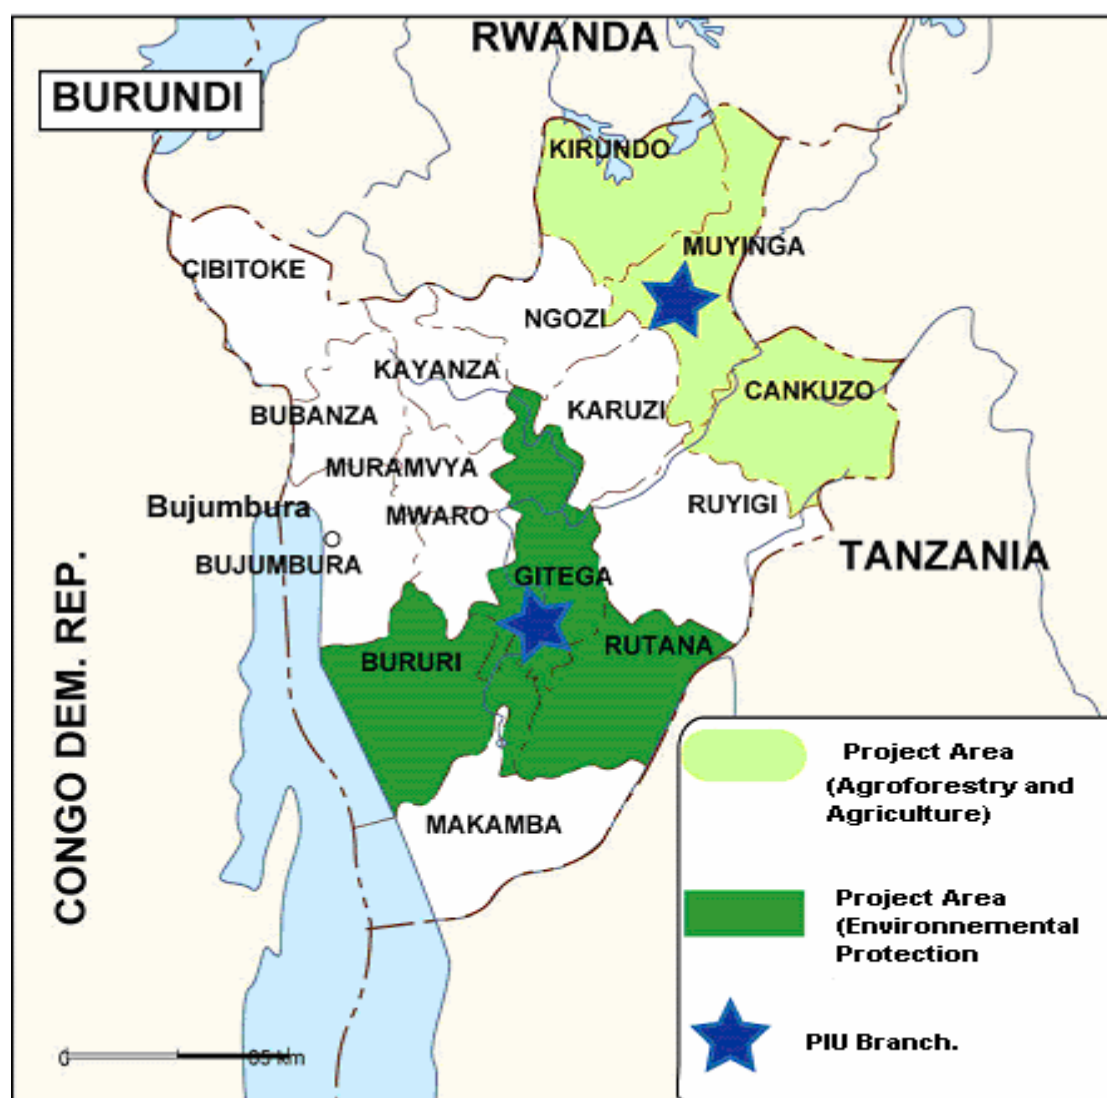 RWANDA
BURUNDI
KIRUNDO
MUYINGA
CIBITOKE
NGOZI
KAYANZA
CANKUZO
BUBANZA
KARUZI
MURAMVYA
Bujumbura
MWARO
RUYIGI
BUJUMBURA
TANZANIA
GITEGA
CONGO DEM. REP.
BURURI
RUTANA
MAKAMBA
Project Area
(Agroforestry and
Agriculture)
Project Area
(Environnemental
Protection
PIU Branch.
0 65 km